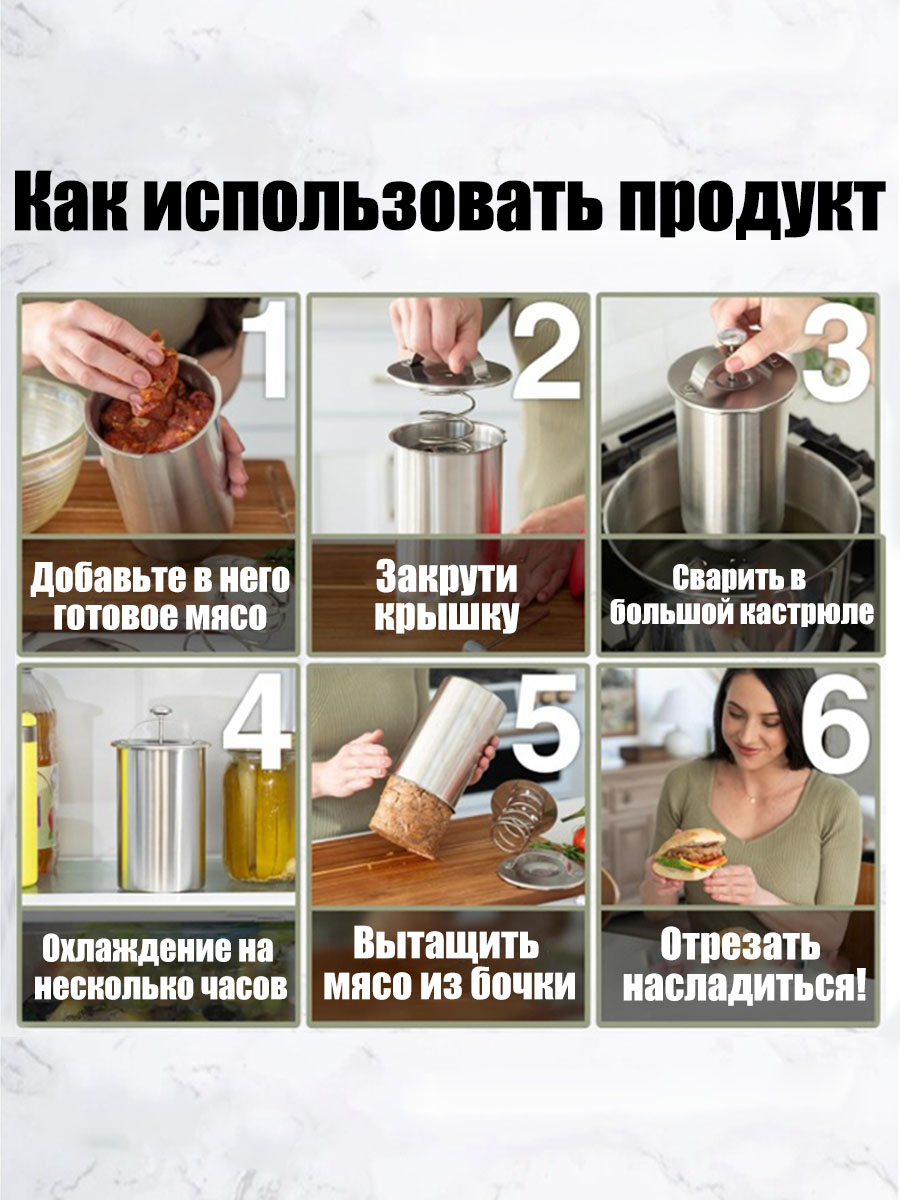 Как использовать продукт
1
2
3
Добавьте в него
готовое мясо
Закрути
крышку
Сварить в
большой кастрюле
4
5
6
Охлаждение на
несколько часов
Вытащить
мясо из бочки
Отрезать
насладиться!